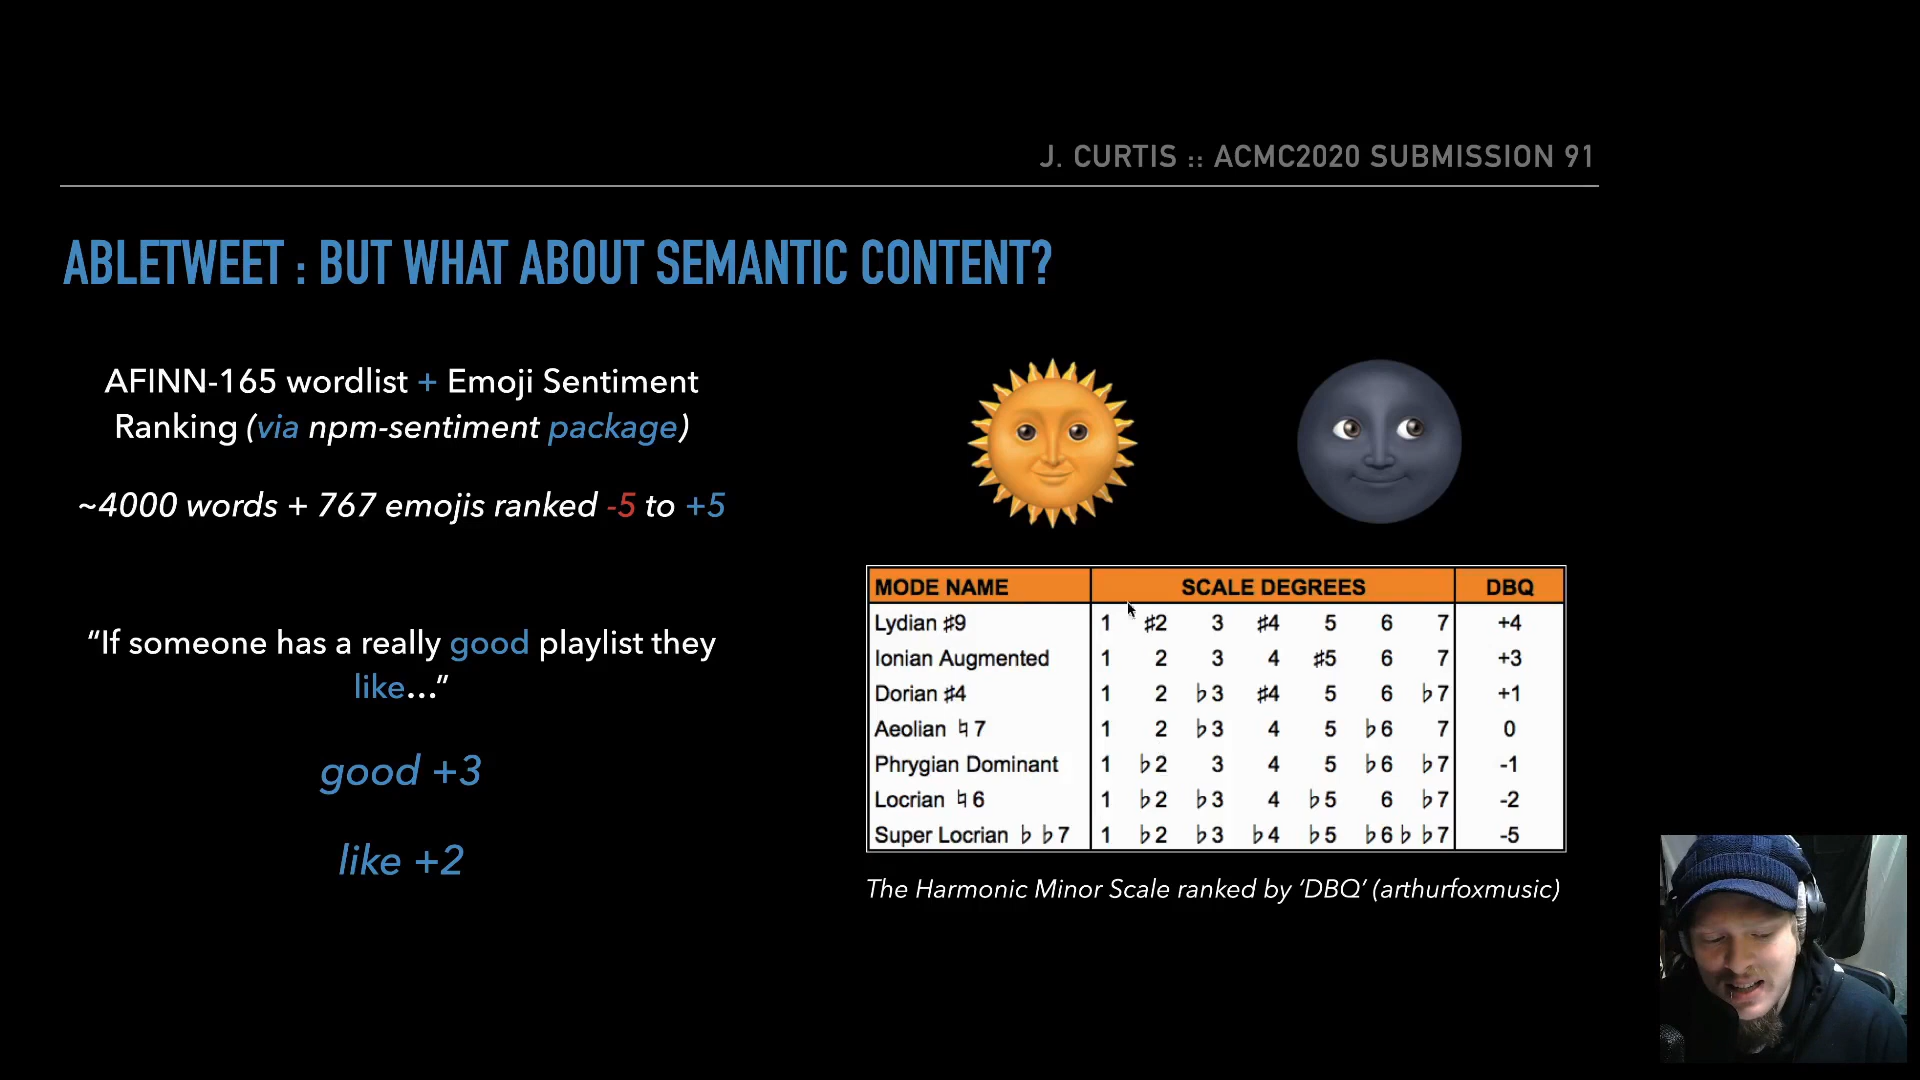 J. CURTIS :: ACMC2020 SUBMISSION 91
ABLETWEET : BUT WHAT ABOUT SEMANTIC CONTENT?
AFINN-165 wordlist + Emoji Sentiment
Ranking (via npm-sentiment package)
~4000 words + 767 emojis ranked -5 to +5
“If someone has a really good playlist they
like…”
good +3
like +2
MODE NAME SCALE DEGREES DBQ
Lydian ♯9 1 ♯2 3 ♯4 5 6 7 +4
Ionian Augmented 1 2 3 4 ♯5 6 7 +3
Dorian ♯4 1 2 ♭3 ♯4 5 6 ♭7 +1
Aeolian ♮7 1 2 ♭3 4 5 ♭6 7 0
Phrygian Dominant 1 ♭2 3 4 5 ♭6 ♭7 -1
Locrian ♮6 1 ♭2 ♭3 4 ♭5 6 ♭7 -2
Super Locrian ♭♭7 1 ♭2 ♭3 ♭4 ♭5 ♭6 ♭♭7 -5
The Harmonic Minor Scale ranked by ‘DBQ’ (arthurfoxmusic)